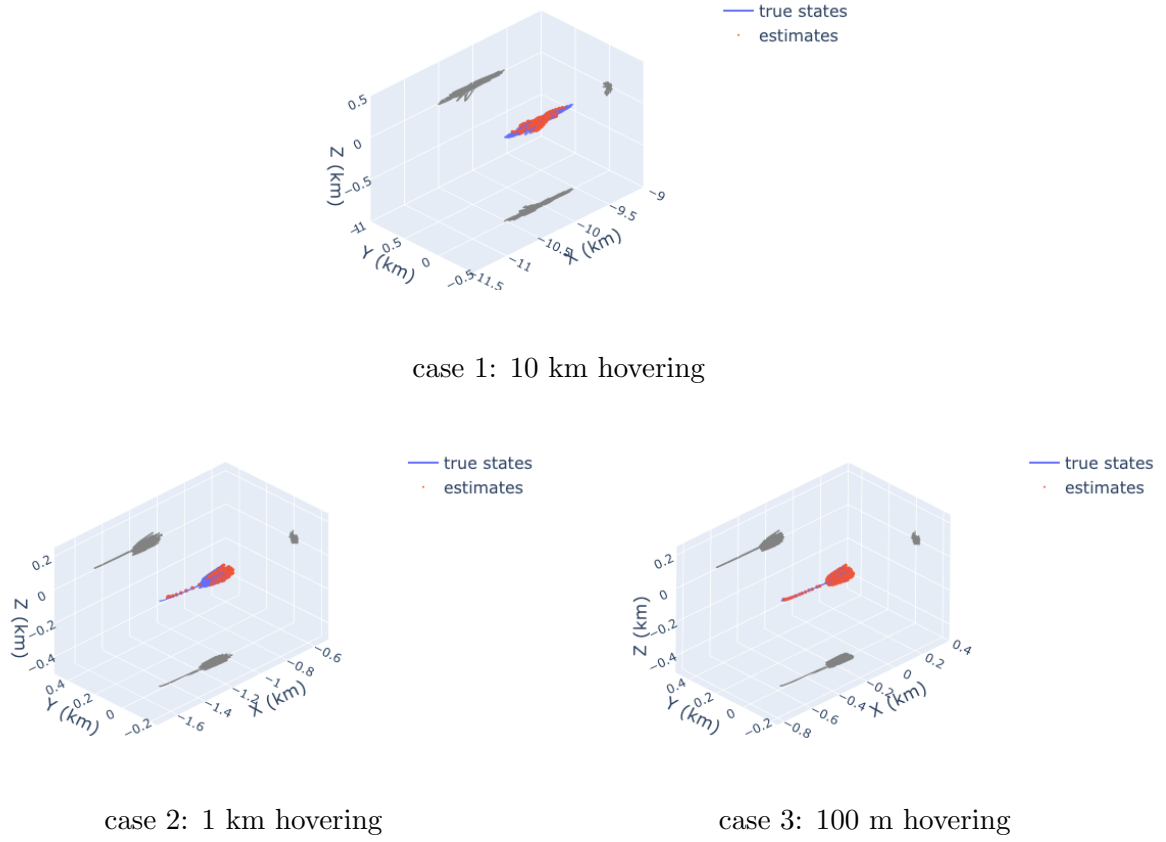 true states
estimates
0.5
0
−0.5
−1
Z (km)
1
0.5
0
−0.5
Y (km)
−11.5
−11
−10.5
−10
−9.5
−9
X (km)
case 1: 10 km hovering
true states
estimates
0.2
0
−0.2
−0.4
Z (km)
0.4
0.2
0
−0.2
Y (km)
−1.6
−1.4
−1.2
−1
−0.8
−0.6
X (km)
case 2: 1 km hovering
true states
estimates
0.2
0
−0.2
−0.4
Z (km)
0.4
0.2
0
−0.2
Y (km)
−0.8
−0.6
−0.4
−0.2
0
0.2
0.4
X (km)
case 3: 100 m hovering